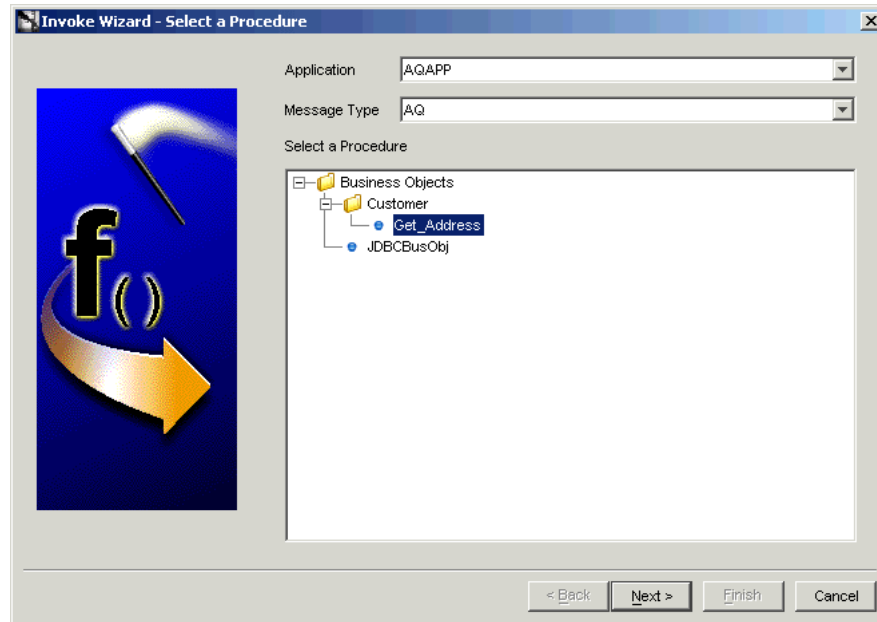 Invoke Wizard - Select a Procedure
Application AQAPP
Message Type AQ
Select a Procedure
Business Objects
Customer
Get_Address
JDBCBusObj
f()
< Back Next > Finish Cancel